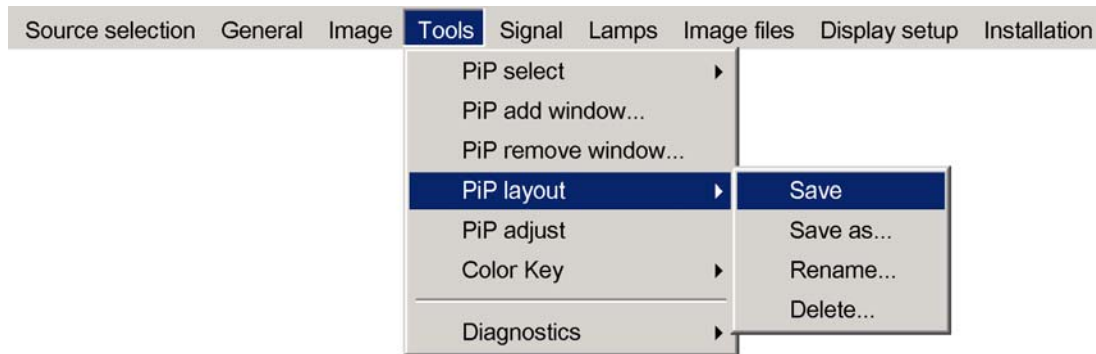 Source selection General Image Tools Signal Lamps Image files Display setup Installation
PiP select
PiP add window...
PiP remove window...
PiP layout
Save
PiP adjust
Save as...
Color Key
Rename...
Delete...
Diagnostics